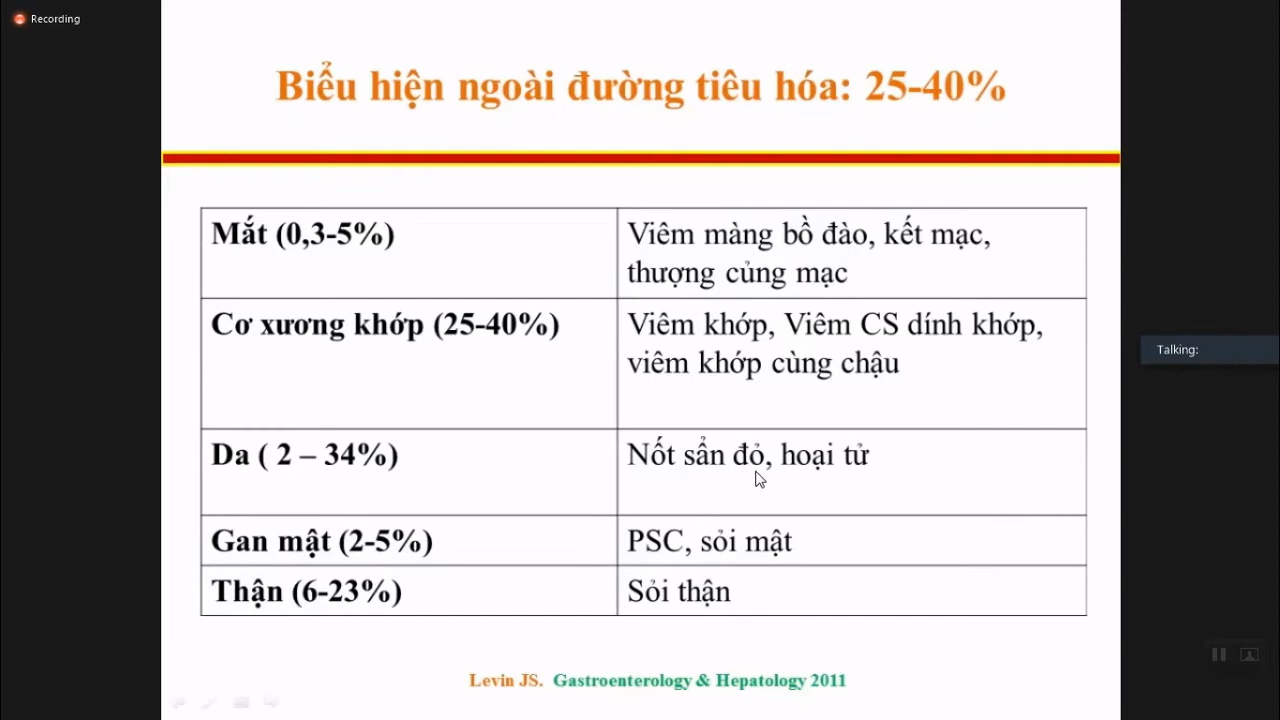 Recording
Biểu hiện ngoài đường tiêu hóa: 25-40%
Mắt (0,3-5%)
Viêm màng bồ đào, kết mạc,
thượng củng mạc
Cơ xương khớp (25-40%)
Viêm khớp, Viêm CS dính khớp,
viêm khớp cùng chậu
Da ( 2 – 34%)
Nốt sẩn đỏ, hoại tử
Gan mật (2-5%)
PSC, sỏi mật
Thận (6-23%)
Sỏi thận
Talking:
Levin JS. Gastroenterology & Hepatology 2011